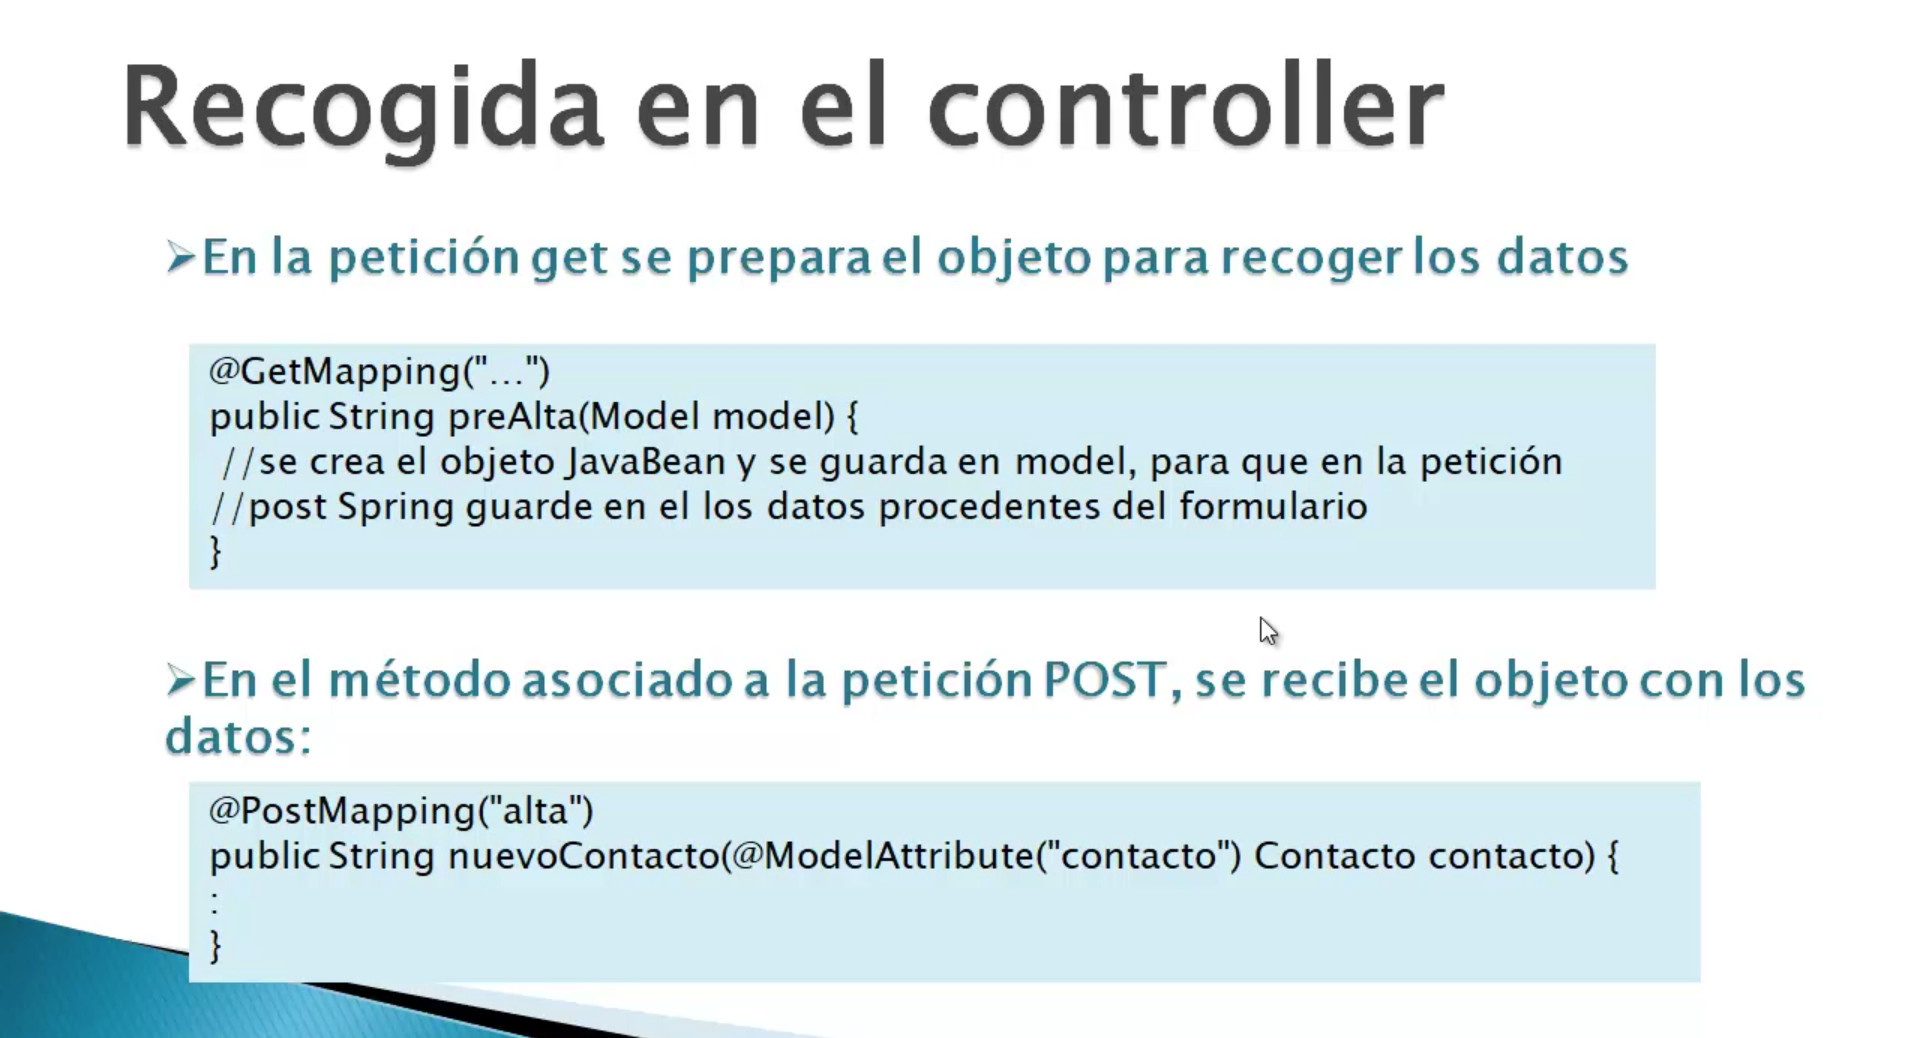 Recogida en el controller
➢En la petición get se prepara el objeto para recoger los datos
@GetMapping("...")
public String preAlta(Model model) {
//se crea el objeto JavaBean y se guarda en model, para que en la petición
//post Spring guarde en el los datos procedentes del formulario
}
➢En el método asociado a la petición POST, se recibe el objeto con los
datos:
@PostMapping("alta")
public String nuevoContacto(@ModelAttribute("contacto") Contacto contacto) {
:
}